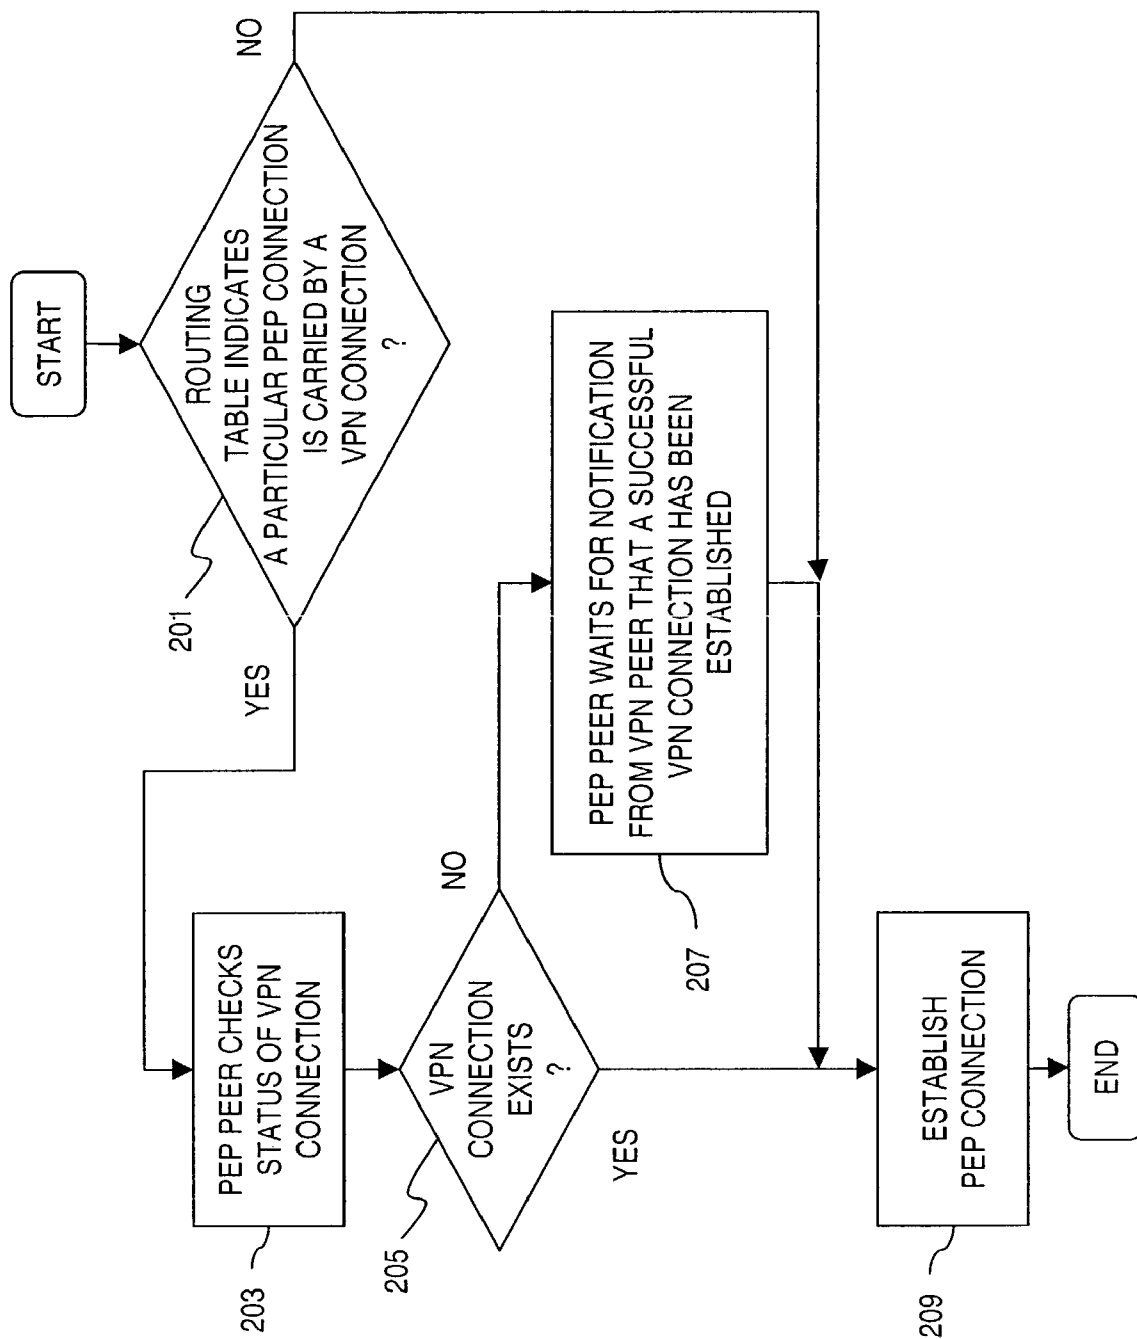 START
ROUTING
TABLE INDICATES
A PARTICULAR PEP CONNECTION
IS CARRIED BY A
VPN CONNECTION
?
201
YES
NO
PEP PEER CHECKS
STATUS OF VPN
CONNECTION
203
VPN
CONNECTION
EXISTS
?
205
NO
YES
PEP PEER WAITS FOR NOTIFICATION
FROM VPN PEER THAT A SUCCESSFUL
VPN CONNECTION HAS BEEN
ESTABLISHED
207
ESTABLISH
PEP CONNECTION
209
END